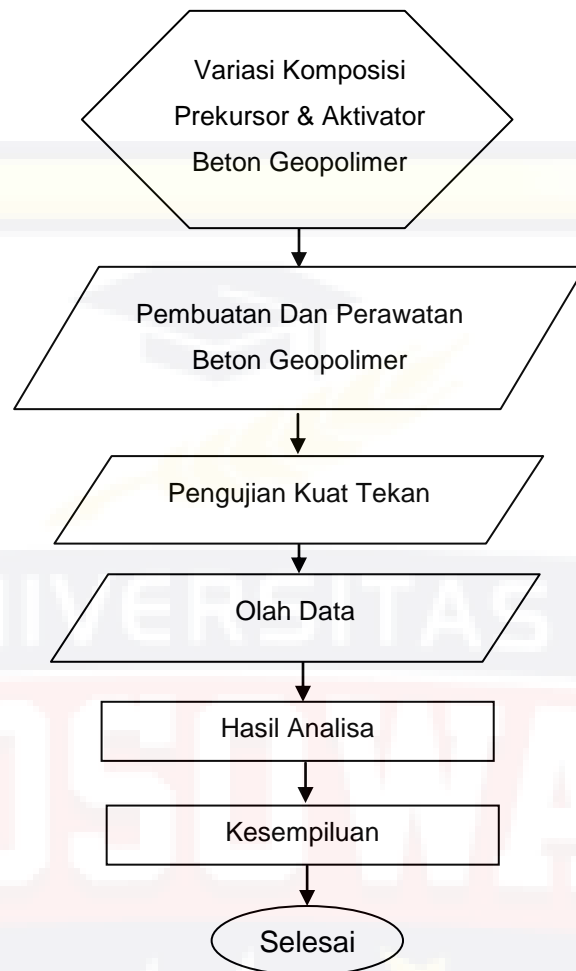 Variasi Komposisi
Prekursor & Aktivator
Beton Geopolimer
Pembuatan Dan Perawatan
Beton Geopolimer
Pengujian Kuat Tekan
Olah Data
UNIVERSITAS
Hasil Analisa
Kesempiluan
Selesai